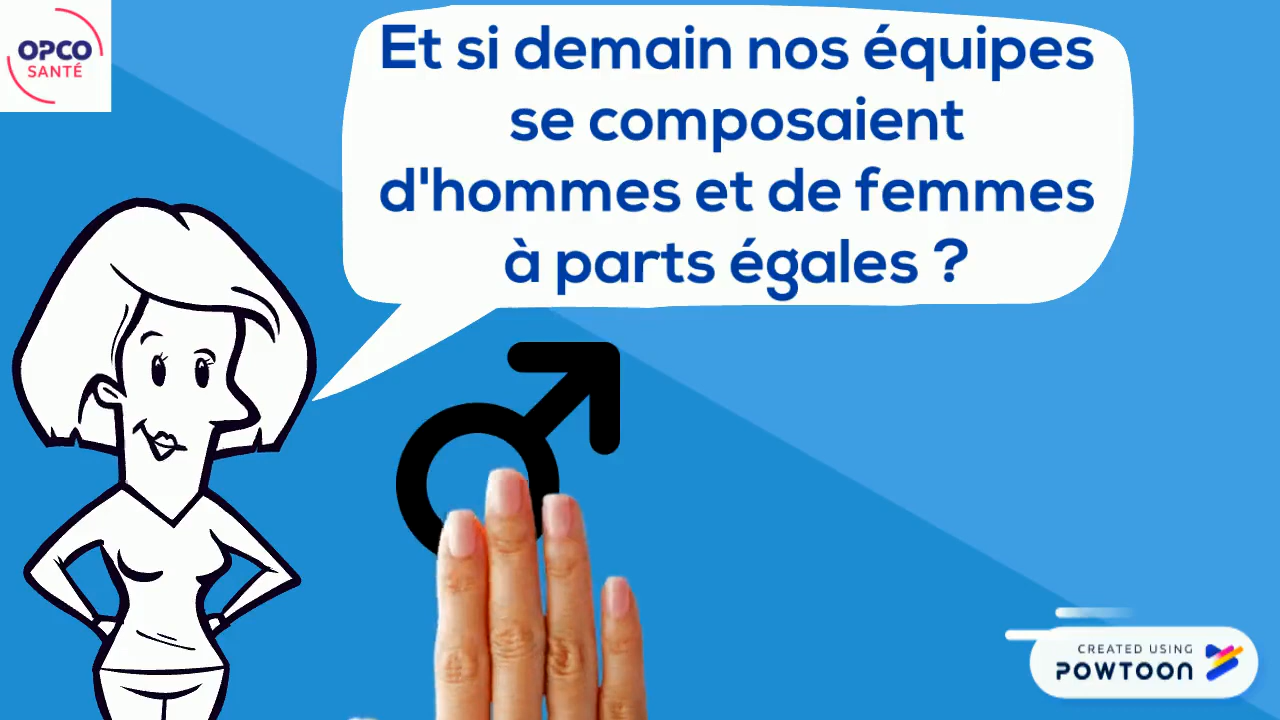 OPCO
SANTÉ
Et si demain nos équipes
se composaient
d'hommes et de femmes
à parts égales ?
CREATED USING
POWTOON